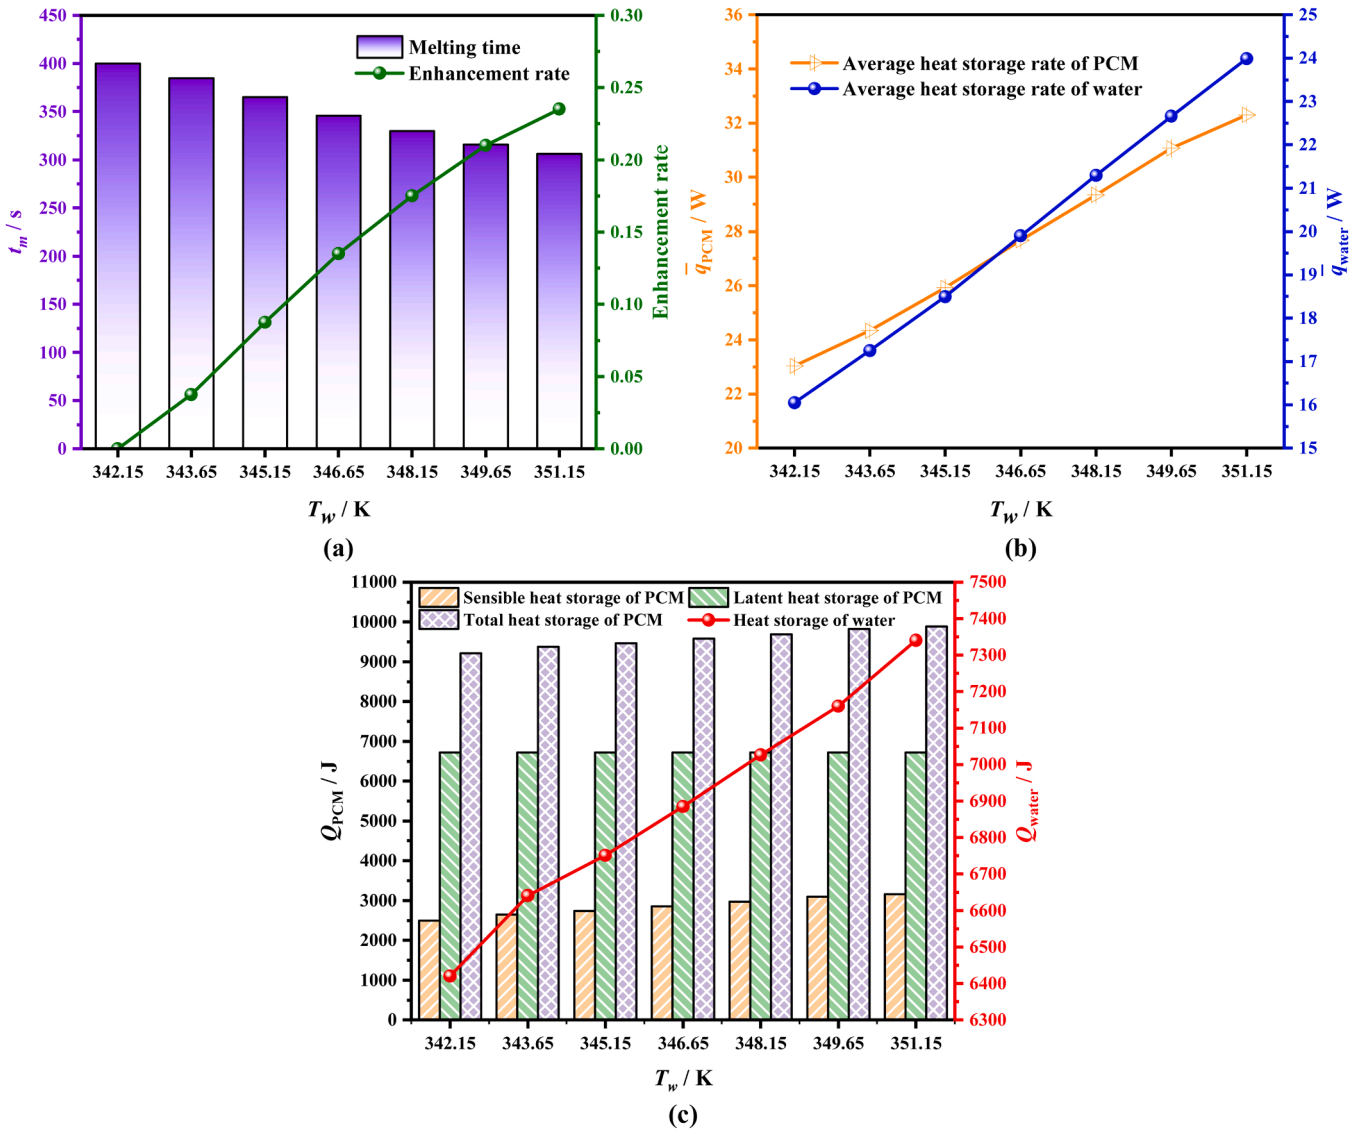 450
400
350
300
250
200
150
100
50
0
t_m / s
Melting time
Enhancement rate
0.30
0.25
0.20
0.15
0.10
0.05
0.00
Enhancement rate
342.15 343.65 345.15 346.65 348.15 349.65 351.15
T_w / K
(a)
36
34
32
30
28
26
24
22
20
q̄_PCM / W
Average heat storage rate of PCM
Average heat storage rate of water
25
24
23
22
21
20
19
18
17
16
15
q̄_water / W
342.15 343.65 345.15 346.65 348.15 349.65 351.15
T_w / K
(b)
11000
10000
9000
8000
7000
6000
5000
4000
3000
2000
1000
0
Q_PCM / J
Sensible heat storage of PCM Latent heat storage of PCM
Total heat storage of PCM Heat storage of water
7500
7400
7300
7200
7100
7000
6900
6800
6700
6600
6500
6400
6300
Q_water / J
342.15 343.65 345.15 346.65 348.15 349.65 351.15
T_w / K
(c)